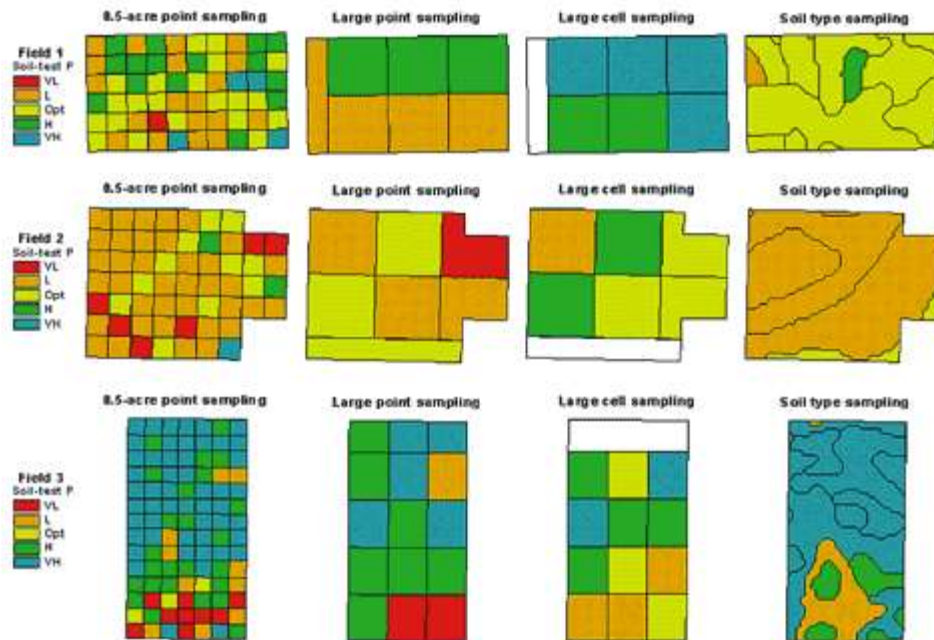 8.5-acre point sampling
Large point sampling
Large cell sampling
Soil type sampling
Field 1
Soil-test P
VL
L
Opt
H
VH
8.5-acre point sampling
Large point sampling
Large cell sampling
Soil type sampling
Field 2
Soil-test P
VL
L
Opt
H
VH
8.5-acre point sampling
Large point sampling
Large cell sampling
Soil type sampling
Field 3
Soil-test P
VL
L
Opt
H
VH